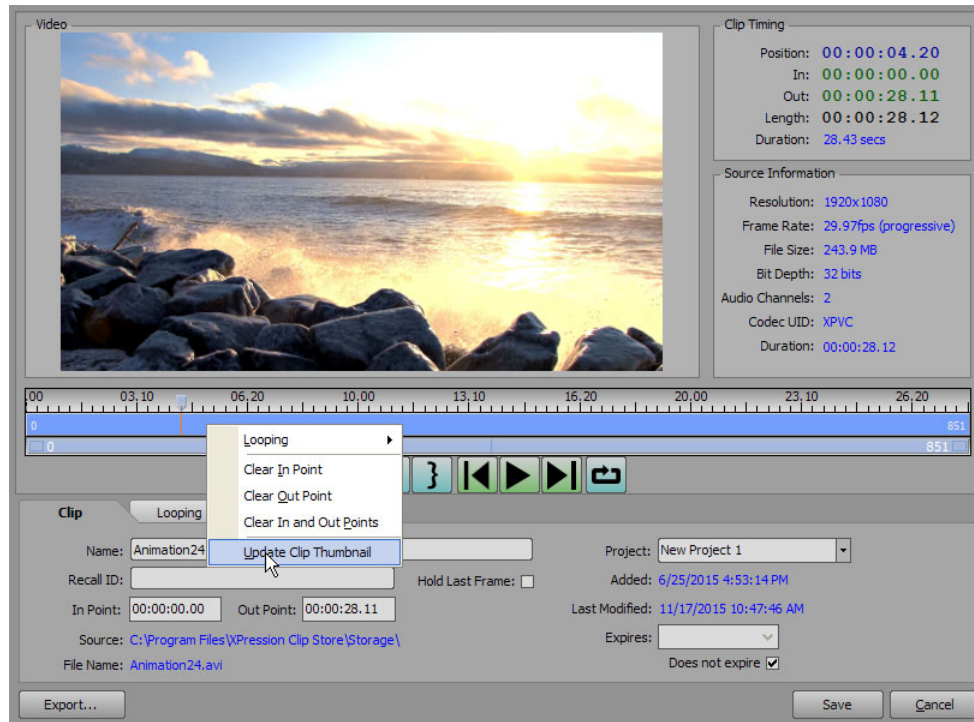 Video
Clip Timing
Position: 00:00:04.20
In: 00:00:00.00
Out: 00:00:28.11
Length: 00:00:28.12
Duration: 28.43 secs
Source Information
Resolution: 1920x1080
Frame Rate: 29.97fps (progressive)
File Size: 243.9 MB
Bit Depth: 32 bits
Audio Channels: 2
Codec UID: XPVC
Duration: 00:00:28.12
.00 03.10 06.20 10.00 13.10 16.20 20.00 23.10 26.20
0 851
0 851
Looping
Clear In Point
Clear Out Point
Clear In and Out Points
Update Clip Thumbnail
Clip Looping
Name: Animation24
Project: New Project 1
Recall ID:
Hold Last Frame:
Added: 6/25/2015 4:53:14 PM
In Point: 00:00:00.00 Out Point: 00:00:28.11
Last Modified: 11/17/2015 10:47:46 AM
Source: C:\Program Files\XPression Clip Store\Storage\
Expires:
File Name: Animation24.avi
Does not expire
Export... Save Cancel